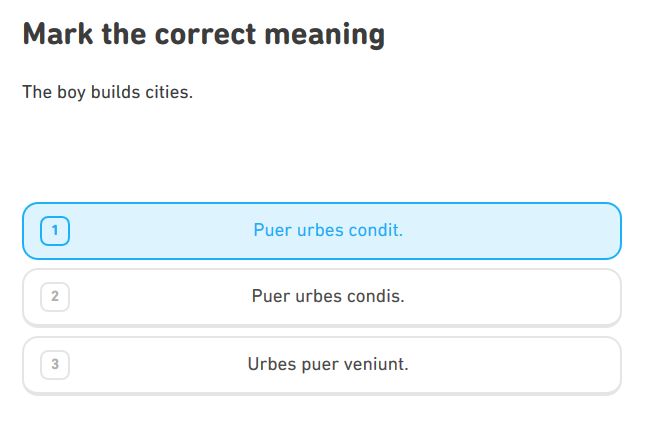 Mark the correct meaning
The boy builds cities.
1 Puer urbes condit.
2 Puer urbes condis.
3 Urbes puer veniunt.